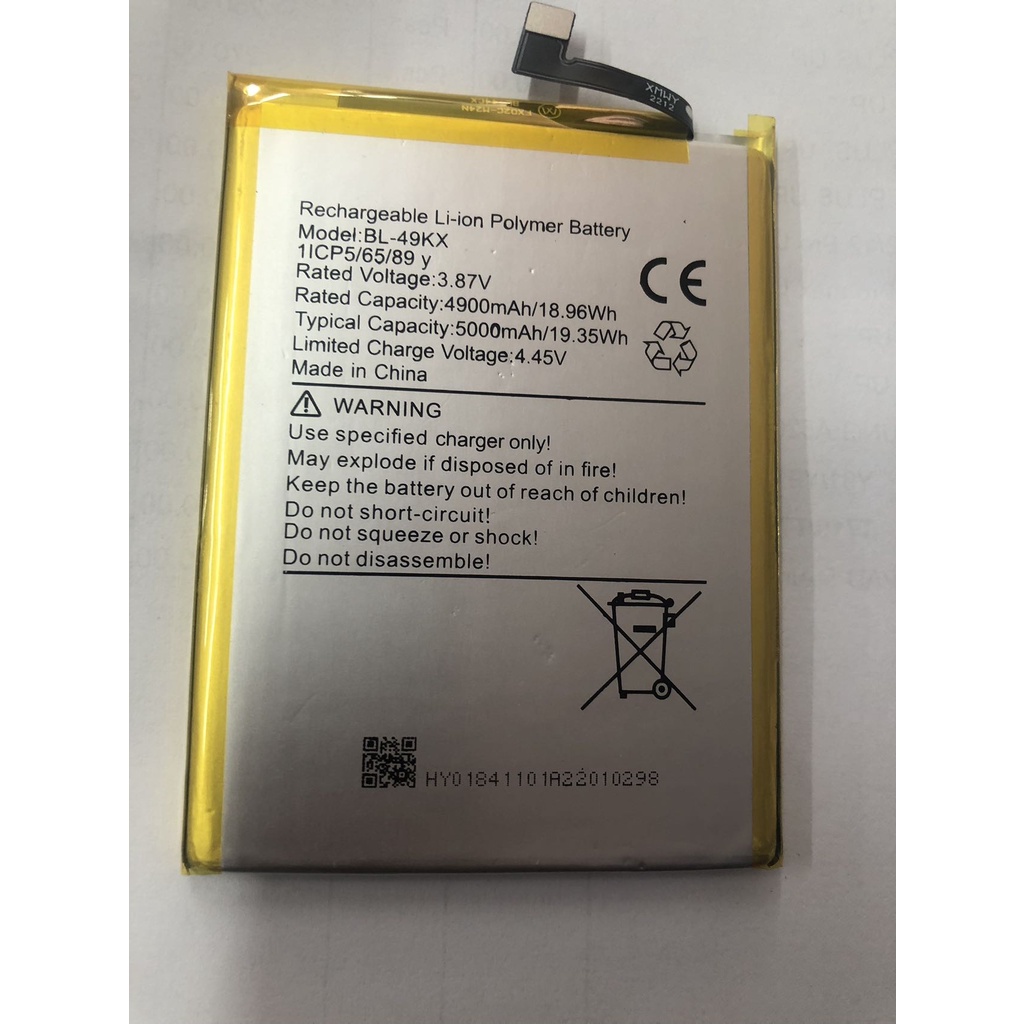 XMWY
2212
Rechargeable Li-ion Polymer Battery
Model:BL-49KX
1ICP5/65/89 y
Rated Voltage:3.87V
Rated Capacity:4900mAh/18.96Wh
Typical Capacity:5000mAh/19.35Wh
Limited Charge Voltage:4.45V
Made in China
CE
WARNING
Use specified charger only!
May explode if disposed of in fire!
Keep the battery out of reach of children!
Do not short-circuit!
Do not squeeze or shock!
Do not disassemble!
HY01841101A22010298